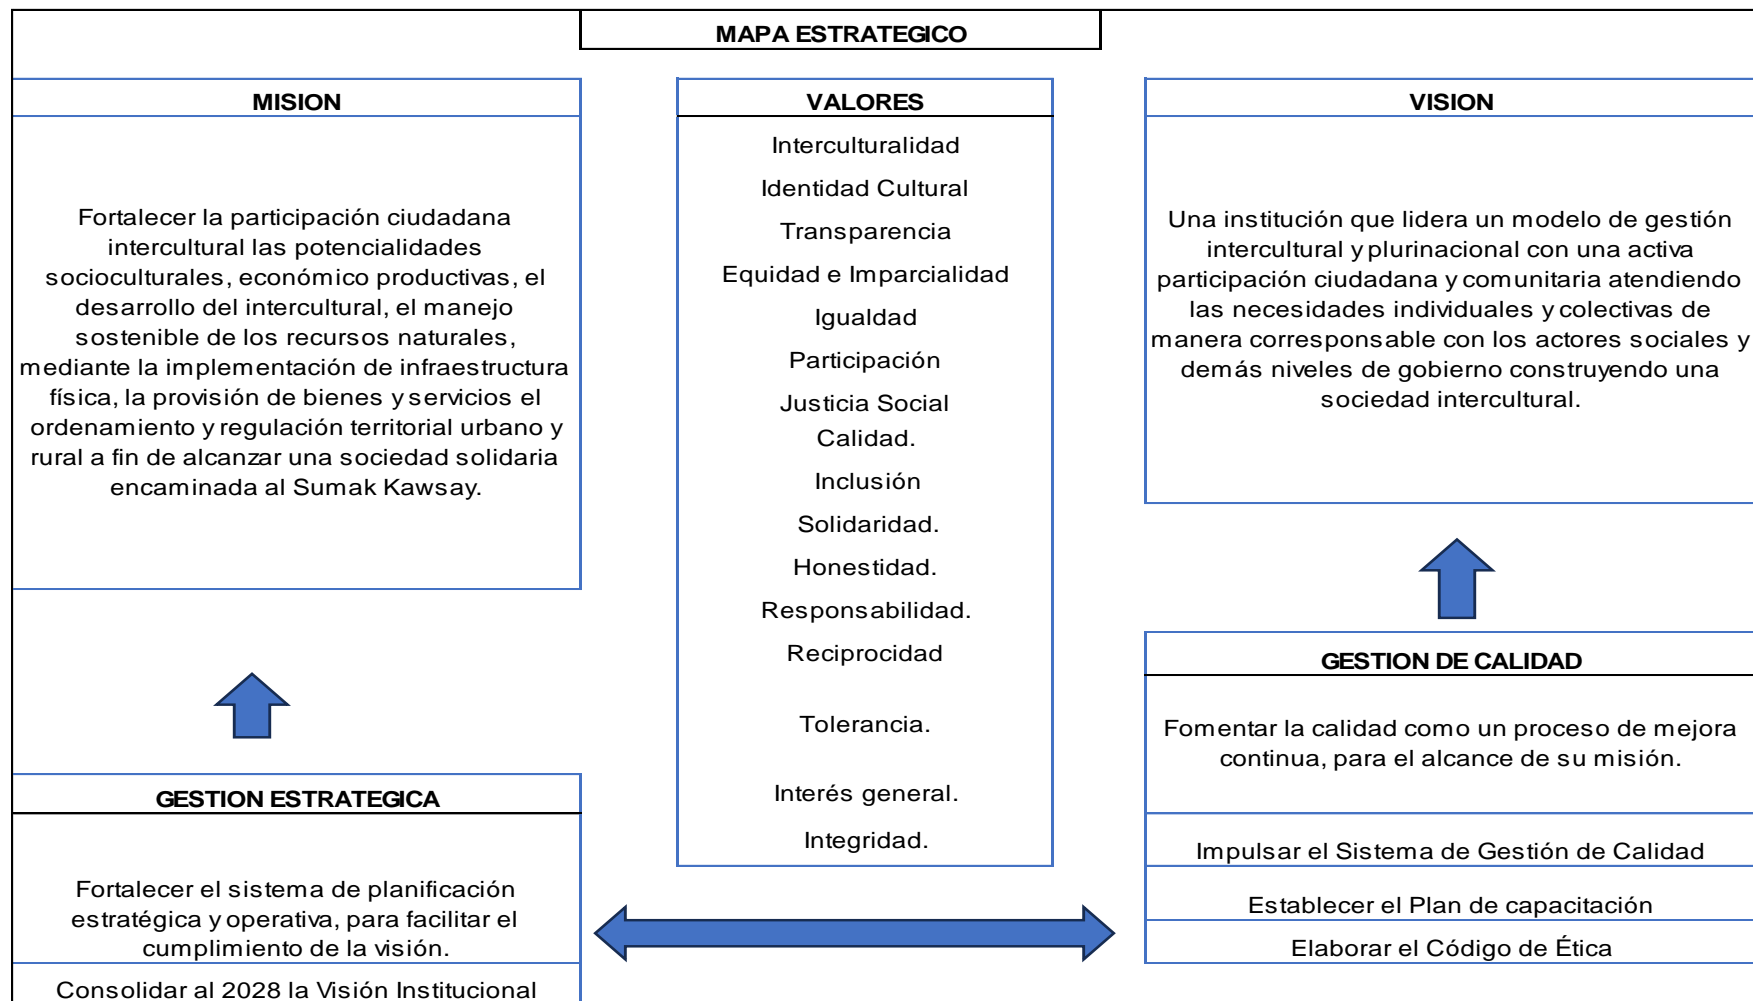 MAPA ESTRATEGICO
MISION
Fortalecer la participación ciudadana
intercultural las potencialidades
socioculturales, económico productivas, el
desarrollo del intercultural, el manejo
sostenible de los recursos naturales,
mediante la implementación de infraestructura
física, la provisión de bienes y servicios el
ordenamiento y regulación territorial urbano y
rural a fin de alcanzar una sociedad solidaria
encaminada al Sumak Kawsay.
VALORES
Interculturalidad
Identidad Cultural
Transparencia
Equidad e Imparcialidad
Igualdad
Participación
Justicia Social
Calidad.
Inclusión
Solidaridad.
Honestidad.
Responsabilidad.
Reciprocidad
Tolerancia.
Interés general.
Integridad.
VISION
Una institución que lidera un modelo de gestión
intercultural y plurinacional con una activa
participación ciudadana y comunitaria atendiendo
las necesidades individuales y colectivas de
manera corresponsable con los actores sociales y
demás niveles de gobierno construyendo una
sociedad intercultural.
GESTION ESTRATEGICA
Fortalecer el sistema de planificación
estratégica y operativa, para facilitar el
cumplimiento de la visión.
Consolidar al 2028 la Visión Institucional
GESTION DE CALIDAD
Fomentar la calidad como un proceso de mejora
continua, para el alcance de su misión.
Impulsar el Sistema de Gestión de Calidad
Establecer el Plan de capacitación
Elaborar el Código de Ética